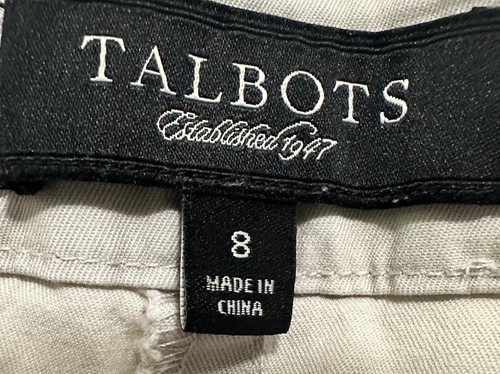 TALBOTS
Established 1947
8
MADE IN
CHINA